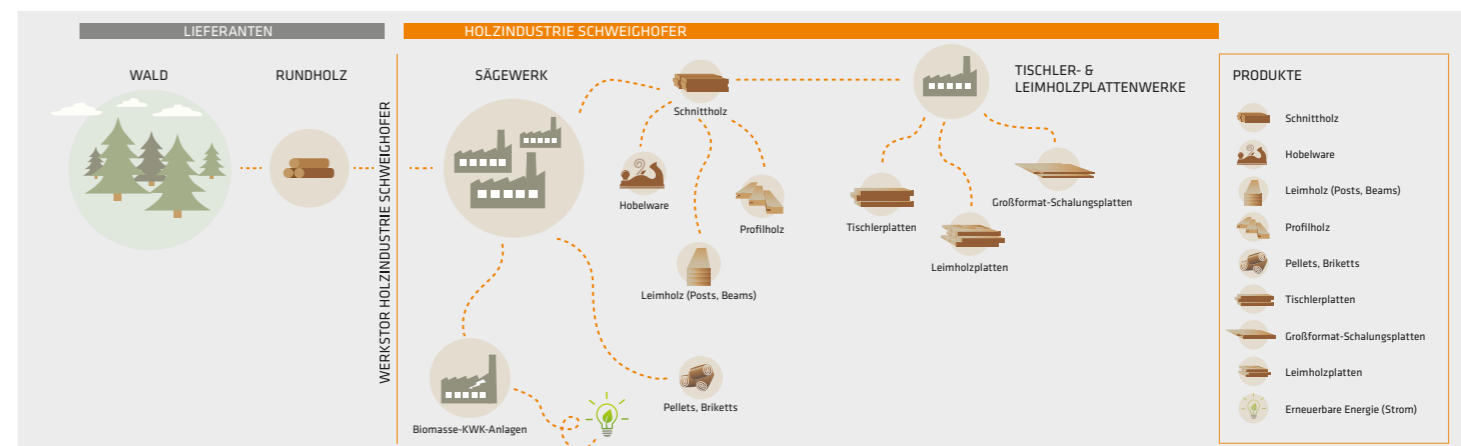 LIEFERANTEN
HOLZINDUSTRIE SCHWEIGHOFER
WALD
RUNDHOLZ
WERKSTOR HOLZINDUSTRIE SCHWEIGHOFER
SÄGEWERK
Schnittholz
TISCHLER- &
LEIMHOLZPLATTENWERKE
Hobelware
Profilholz
Leimholz (Posts, Beams)
Tischlerplatten
Großformat-Schalungsplatten
Leimholzplatten
Biomasse-KWK-Anlagen
Pellets, Briketts
PRODUKTE
Schnittholz
Hobelware
Leimholz (Posts, Beams)
Profilholz
Pellets, Briketts
Tischlerplatten
Großformat-Schalungsplatten
Leimholzplatten
Erneuerbare Energie (Strom)